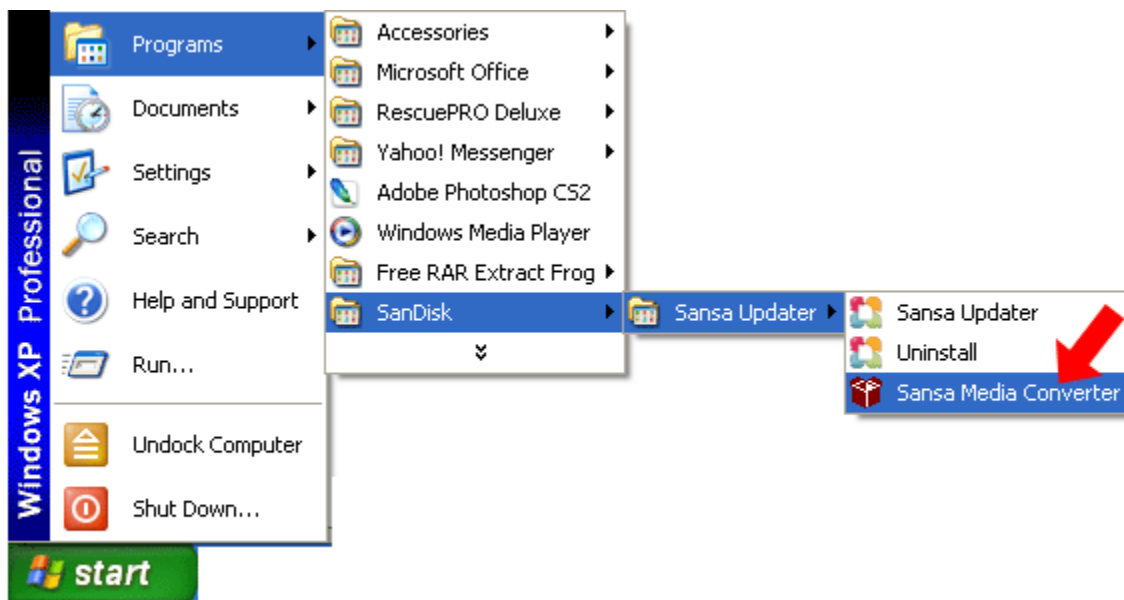 Windows XP Professional
Programs
Documents
Settings
Search
Help and Support
Run...
Undock Computer
Shut Down...
start
Accessories
Microsoft Office
RescuePRO Deluxe
Yahoo! Messenger
Adobe Photoshop CS2
Windows Media Player
Free RAR Extract Frog
SanDisk
Sansa Updater
Sansa Updater
Uninstall
Sansa Media Converter